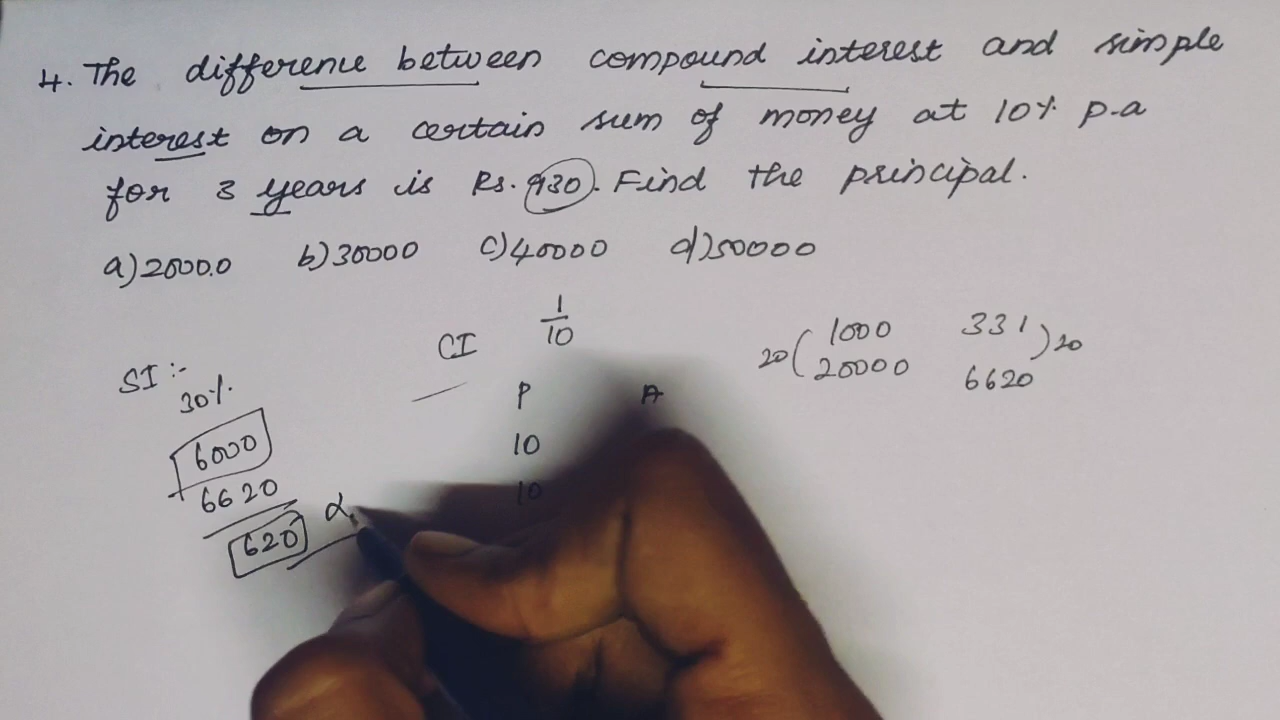 4. The difference between compound interest and simple
interest on a certain sum of money at 10% p.a
for 3 years is Rs. 930. Find the principal.
a) 20000 b) 30000 c) 40000 d) 50000
SI :-
30%
6000
6620
620
CI 1/10
P A
10
10
20 ( 1000 331 ) 20
20000 6620